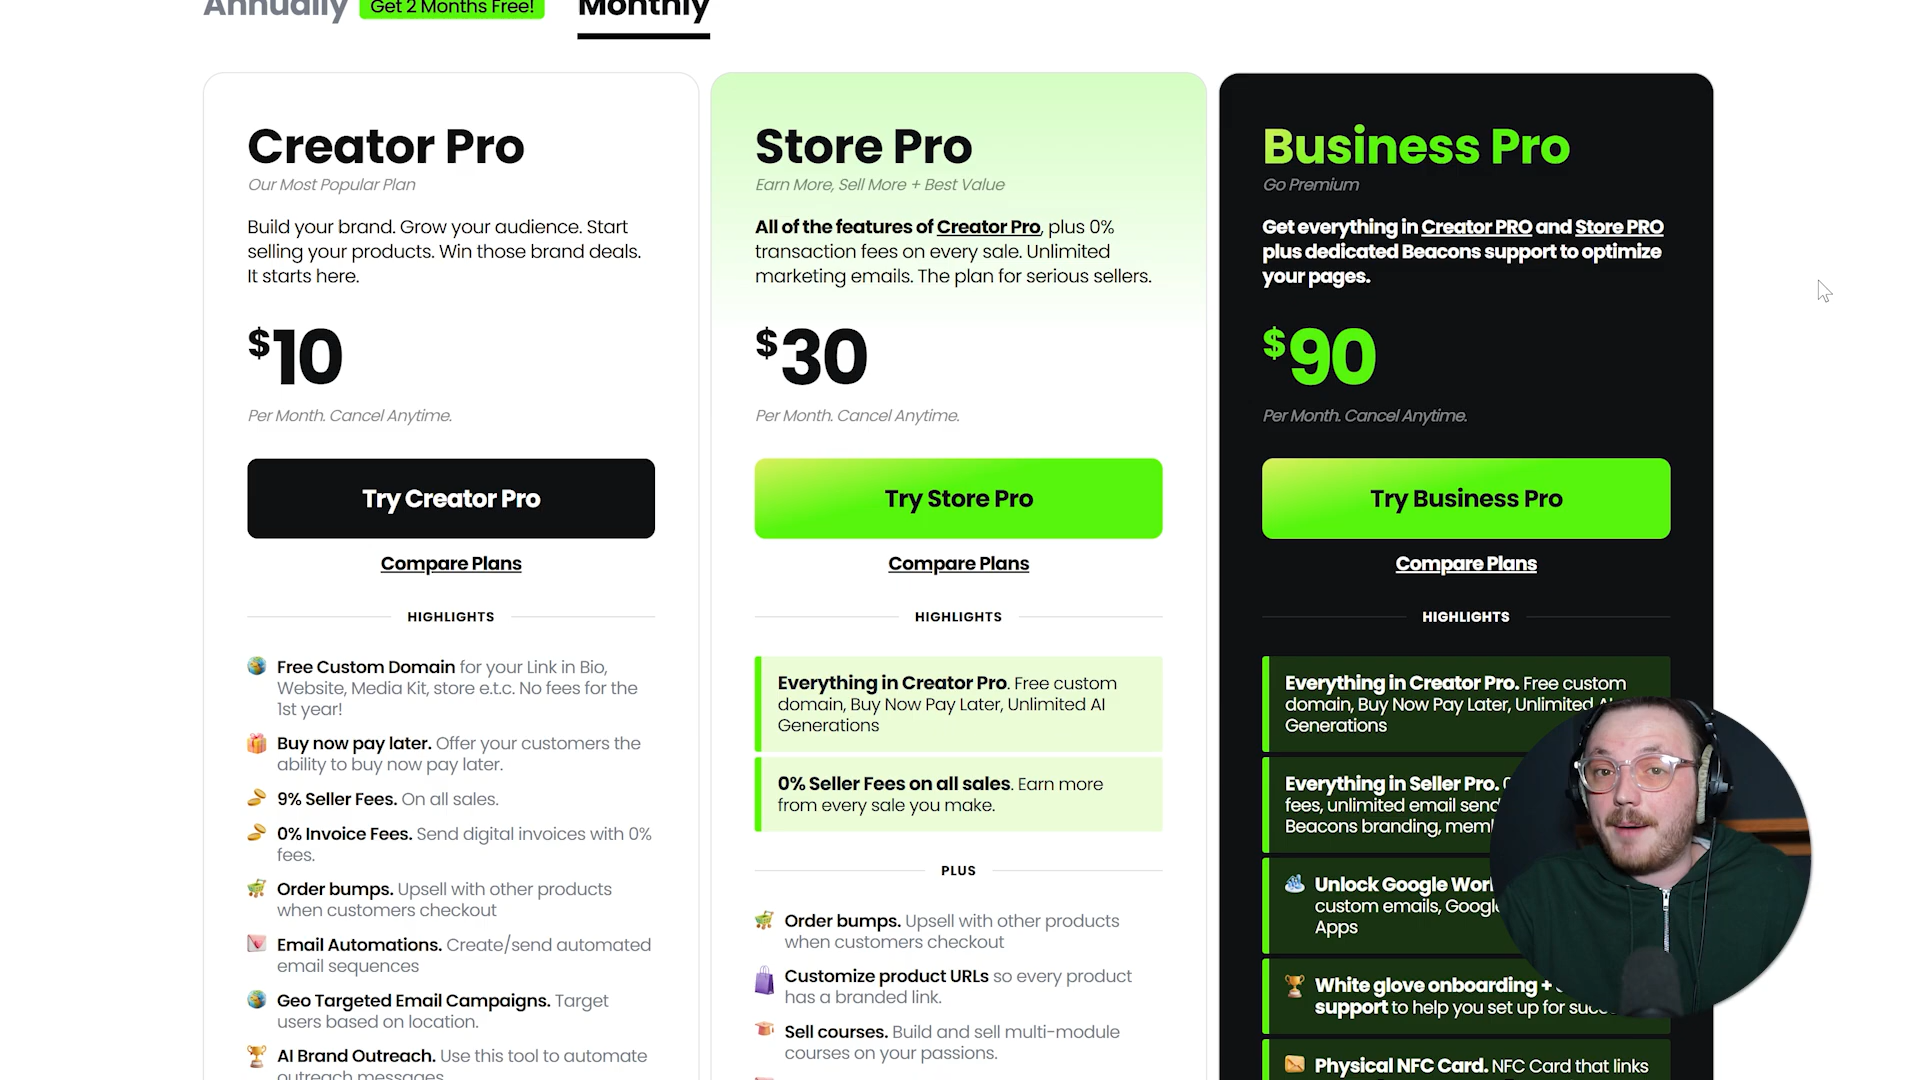 Annually Get 2 Months Free! Monthly
Creator Pro
Our Most Popular Plan
Build your brand. Grow your audience. Start
selling your products. Win those brand deals.
It starts here.
$10
Per Month. Cancel Anytime.
Try Creator Pro
Compare Plans
HIGHLIGHTS
Free Custom Domain for your Link in Bio,
Website, Media Kit, store e.t.c. No fees for the
1st year!
Buy now pay later. Offer your customers the
ability to buy now pay later.
9% Seller Fees. On all sales.
0% Invoice Fees. Send digital invoices with 0%
fees.
Order bumps. Upsell with other products
when customers checkout
Email Automations. Create/send automated
email sequences
Geo Targeted Email Campaigns. Target
users based on location.
AI Brand Outreach. Use this tool to automate
outreach messages
Store Pro
Earn More, Sell More + Best Value
All of the features of Creator Pro, plus 0%
transaction fees on every sale. Unlimited
marketing emails. The plan for serious sellers.
$30
Per Month. Cancel Anytime.
Try Store Pro
Compare Plans
HIGHLIGHTS
Everything in Creator Pro. Free custom
domain, Buy Now Pay Later, Unlimited AI
Generations
0% Seller Fees on all sales. Earn more
from every sale you make.
PLUS
Order bumps. Upsell with other products
when customers checkout
Customize product URLs so every product
has a branded link.
Sell courses. Build and sell multi-module
courses on your passions.
Business Pro
Go Premium
Get everything in Creator PRO and Store PRO
plus dedicated Beacons support to optimize
your pages.
$90
Per Month. Cancel Anytime.
Try Business Pro
Compare Plans
HIGHLIGHTS
Everything in Creator Pro. Free custom
domain, Buy Now Pay Later, Unlimited
Generations
Everything in Seller Pro.
fees, unlimited email
Beacons branding,
Unlock Google
custom emails,
Apps
White glove onboarding +
support to help you set up for
Physical NFC Card. NFC Card that links